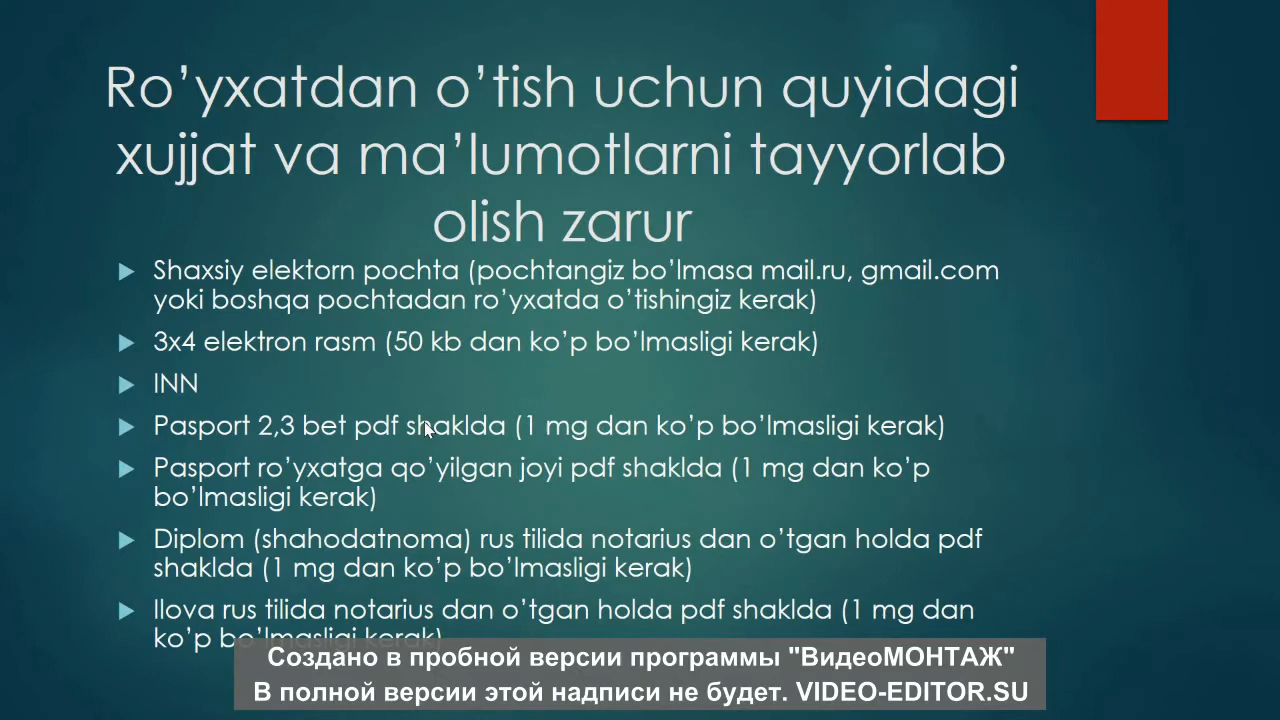 Ro’yxatdan o’tish uchun quyidagi
xujjat va ma’lumotlarni tayyorlab
olish zarur
Shaxsiy elektorn pochta (pochtangiz bo’lmasa mail.ru, gmail.com
yoki boshqa pochtadan ro’yxatda o’tishingiz kerak)
3x4 elektron rasm (50 kb dan ko’p bo’lmasligi kerak)
INN
Pasport 2,3 bet pdf shaklda (1 mg dan ko’p bo’lmasligi kerak)
Pasport ro’yxatga qo’yilgan joyi pdf shaklda (1 mg dan ko’p
bo’lmasligi kerak)
Diplom (shahodatnoma) rus tilida notarius dan o’tgan holda pdf
shaklda (1 mg dan ko’p bo’lmasligi kerak)
Ilova rus tilida notarius dan o’tgan holda pdf shaklda (1 mg dan
ko’p bo’lmasligi kerak)
Создано в пробной версии программы "ВидеоМОНТАЖ"
В полной версии этой надписи не будет. VIDEO-EDITOR.SU